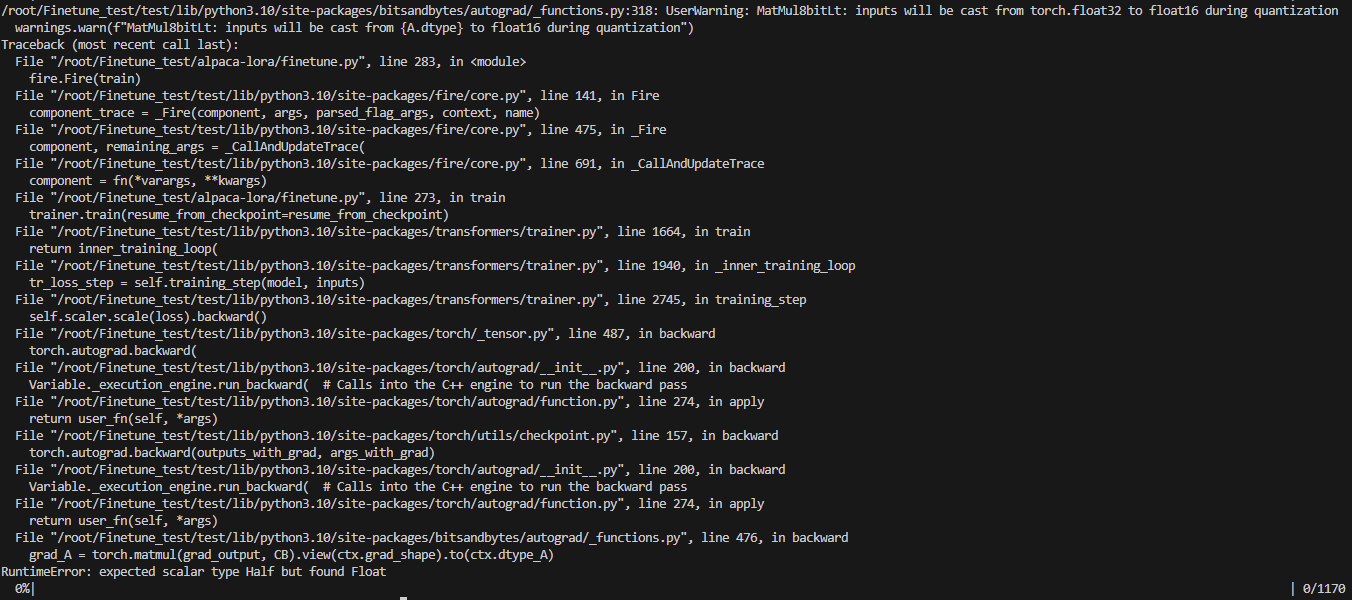 /root/Finetune_test/test/lib/python3.10/site-packages/bitsandbytes/autograd/_functions.py:318: UserWarning: MatMul8bitLt: inputs will be cast from torch.float32 to float16 during quantization
  warnings.warn(f"MatMul8bitLt: inputs will be cast from {A.dtype} to float16 during quantization")
Traceback (most recent call last):
  File "/root/Finetune_test/alpaca-lora/finetune.py", line 283, in <module>
    fire.Fire(train)
  File "/root/Finetune_test/test/lib/python3.10/site-packages/fire/core.py", line 141, in Fire
    component_trace = _Fire(component, args, parsed_flag_args, context, name)
  File "/root/Finetune_test/test/lib/python3.10/site-packages/fire/core.py", line 475, in _Fire
    component, remaining_args = _CallAndUpdateTrace(
  File "/root/Finetune_test/test/lib/python3.10/site-packages/fire/core.py", line 691, in _CallAndUpdateTrace
    component = fn(*varargs, **kwargs)
  File "/root/Finetune_test/alpaca-lora/finetune.py", line 273, in train
    trainer.train(resume_from_checkpoint=resume_from_checkpoint)
  File "/root/Finetune_test/test/lib/python3.10/site-packages/transformers/trainer.py", line 1664, in train
    return inner_training_loop(
  File "/root/Finetune_test/test/lib/python3.10/site-packages/transformers/trainer.py", line 1940, in _inner_training_loop
    tr_loss_step = self.training_step(model, inputs)
  File "/root/Finetune_test/test/lib/python3.10/site-packages/transformers/trainer.py", line 2745, in training_step
    self.scaler.scale(loss).backward()
  File "/root/Finetune_test/test/lib/python3.10/site-packages/torch/_tensor.py", line 487, in backward
    torch.autograd.backward(
  File "/root/Finetune_test/test/lib/python3.10/site-packages/torch/autograd/__init__.py", line 200, in backward
    Variable._execution_engine.run_backward(  # Calls into the C++ engine to run the backward pass
  File "/root/Finetune_test/test/lib/python3.10/site-packages/torch/autograd/function.py", line 274, in apply
    return user_fn(self, *args)
  File "/root/Finetune_test/test/lib/python3.10/site-packages/torch/utils/checkpoint.py", line 157, in backward
    torch.autograd.backward(outputs_with_grad, args_with_grad)
  File "/root/Finetune_test/test/lib/python3.10/site-packages/torch/autograd/__init__.py", line 200, in backward
    Variable._execution_engine.run_backward(  # Calls into the C++ engine to run the backward pass
  File "/root/Finetune_test/test/lib/python3.10/site-packages/torch/autograd/function.py", line 274, in apply
    return user_fn(self, *args)
  File "/root/Finetune_test/test/lib/python3.10/site-packages/bitsandbytes/autograd/_functions.py", line 476, in backward
    grad_A = torch.matmul(grad_output, CB).view(ctx.grad_shape).to(ctx.dtype_A)
RuntimeError: expected scalar type Half but found Float
  0%| | 0/1170